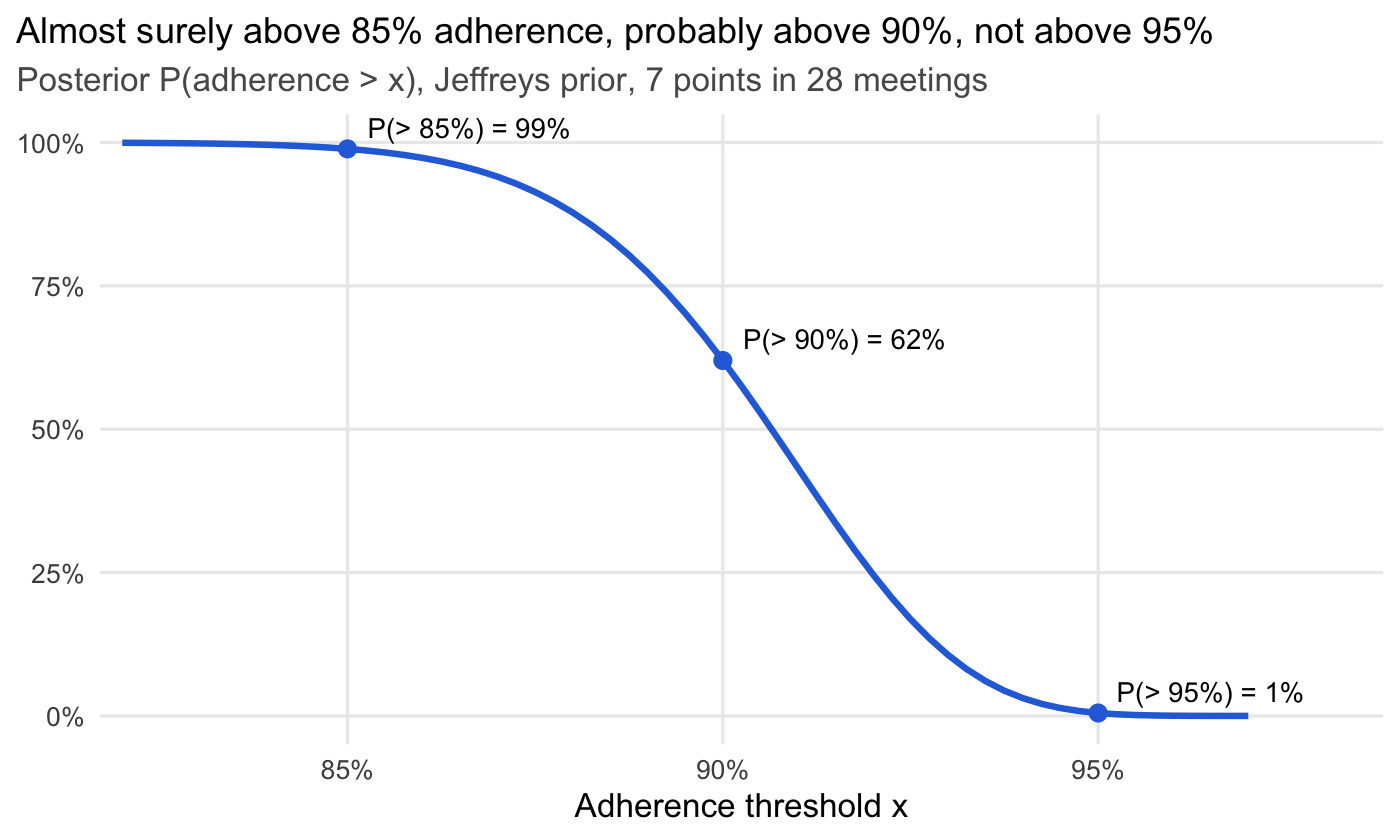 Almost surely above 85% adherence, probably above 90%, not above 95%
Posterior P(adherence > x), Jeffreys prior, 7 points in 28 meetings
P(> 85%) = 99%
100%
75%
P(> 90%) = 62%
50%
25%
P(> 95%) = 1%
0%
85% 90% 95%
Adherence threshold x